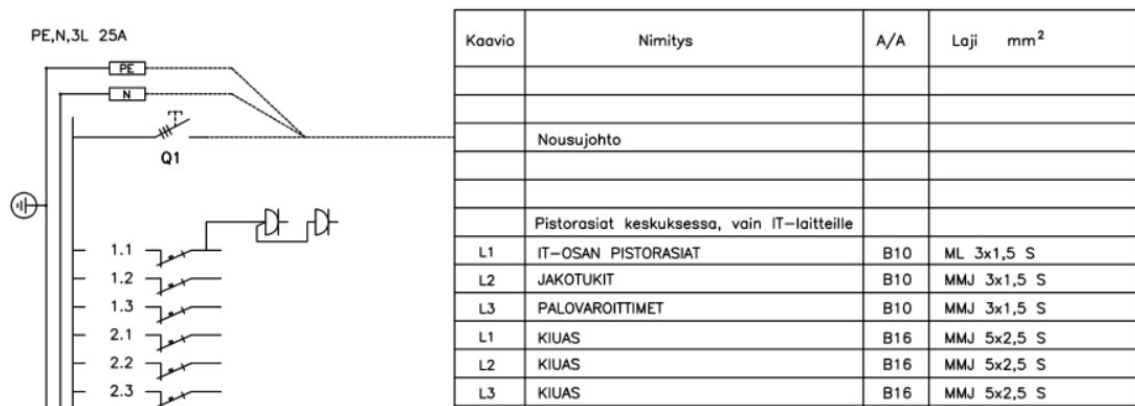 PE,N,3L 25A
PE
N
Q1
Kaavio Nimitys A/A Laji mm²
Nousujohto
Pistorasiat keskuksessa, vain IT-laitteille
1.1 L1 IT-OSAN PISTORASIAT B10 ML 3x1,5 S
1.2 L2 JAKOTUKIT B10 MMJ 3x1,5 S
1.3 L3 PALOVAROITTIMET B10 MMJ 3x1,5 S
2.1 L1 KIUAS B16 MMJ 5x2,5 S
2.2 L2 KIUAS B16 MMJ 5x2,5 S
2.3 L3 KIUAS B16 MMJ 5x2,5 S